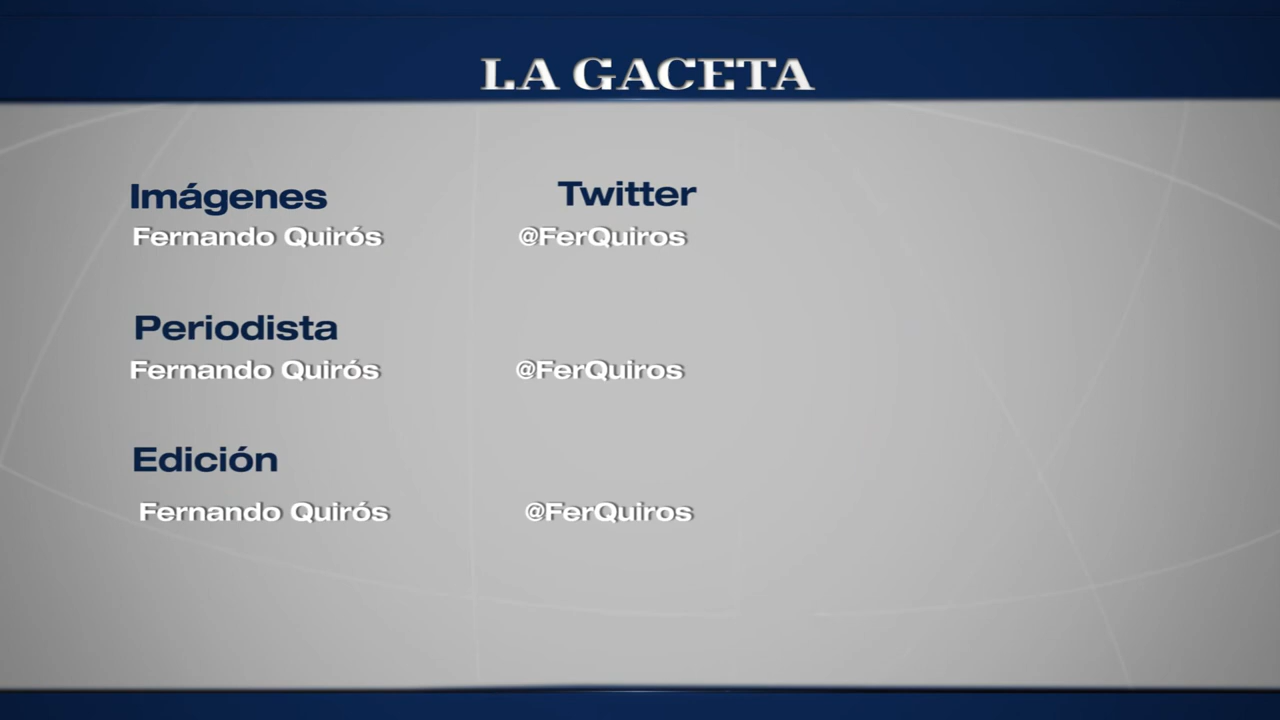 LA GACETA
Imágenes Twitter
Fernando Quirós @FerQuiros
Periodista
Fernando Quirós @FerQuiros
Edición
Fernando Quirós @FerQuiros